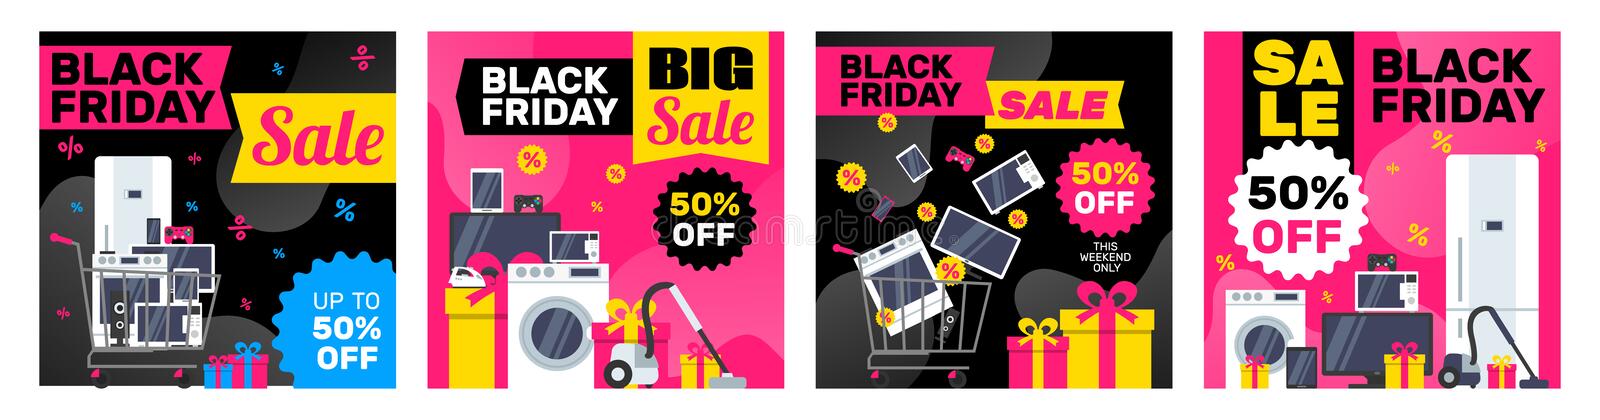 BLACK
FRIDAY
Sale
UP TO
50%
OFF
BLACK
FRIDAY
BIG
Sale
50%
OFF
BLACK
FRIDAY
SALE
50%
OFF
THIS
WEEKEND
ONLY
SA
LE
BLACK
FRIDAY
50%
OFF
dreamstime